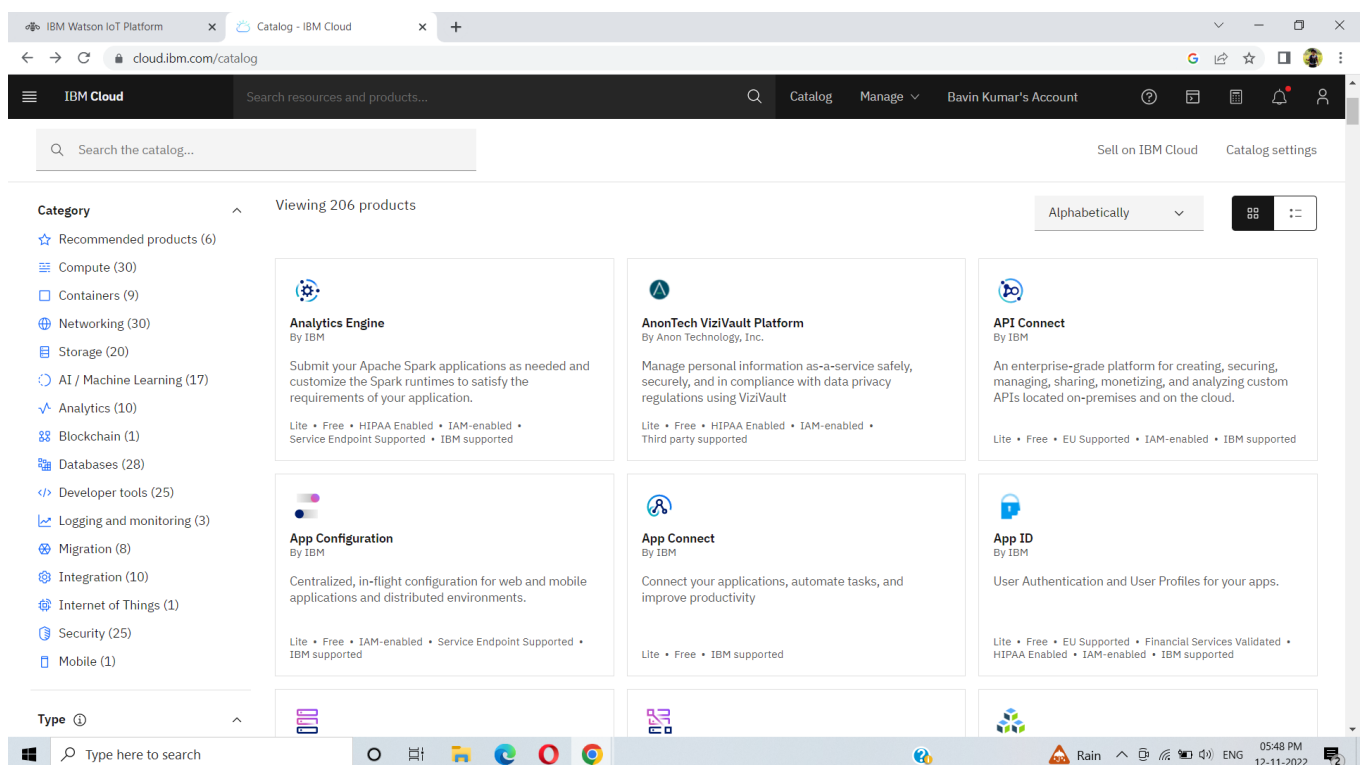 IBM Watson IoT Platform
Catalog - IBM Cloud
cloud.ibm.com/catalog
IBM Cloud
Search resources and products...
Catalog
Manage
Bavin Kumar's Account
Search the catalog...
Sell on IBM Cloud
Catalog settings
Category
Recommended products (6)
Compute (30)
Containers (9)
Networking (30)
Storage (20)
AI / Machine Learning (17)
Analytics (10)
Blockchain (1)
Databases (28)
Developer tools (25)
Logging and monitoring (3)
Migration (8)
Integration (10)
Internet of Things (1)
Security (25)
Mobile (1)
Type
Viewing 206 products
Alphabetically
Analytics Engine
By IBM
Submit your Apache Spark applications as needed and
customize the Spark runtimes to satisfy the
requirements of your application.
Lite • Free • HIPAA Enabled • IAM-enabled •
Service Endpoint Supported • IBM supported
AnonTech ViziVault Platform
By Anon Technology, Inc.
Manage personal information as-a-service safely,
securely, and in compliance with data privacy
regulations using ViziVault
Lite • Free • HIPAA Enabled • IAM-enabled •
Third party supported
API Connect
By IBM
An enterprise-grade platform for creating, securing,
managing, sharing, monetizing, and analyzing custom
APIs located on-premises and on the cloud.
Lite • Free • EU Supported • IAM-enabled • IBM supported
App Configuration
By IBM
Centralized, in-flight configuration for web and mobile
applications and distributed environments.
Lite • Free • IAM-enabled • Service Endpoint Supported •
IBM supported
App Connect
By IBM
Connect your applications, automate tasks, and
improve productivity
Lite • Free • IBM supported
App ID
By IBM
User Authentication and User Profiles for your apps.
Lite • Free • EU Supported • Financial Services Validated •
HIPAA Enabled • IAM-enabled • IBM supported
Type here to search
Rain
ENG
05:48 PM
12-11-2022
2